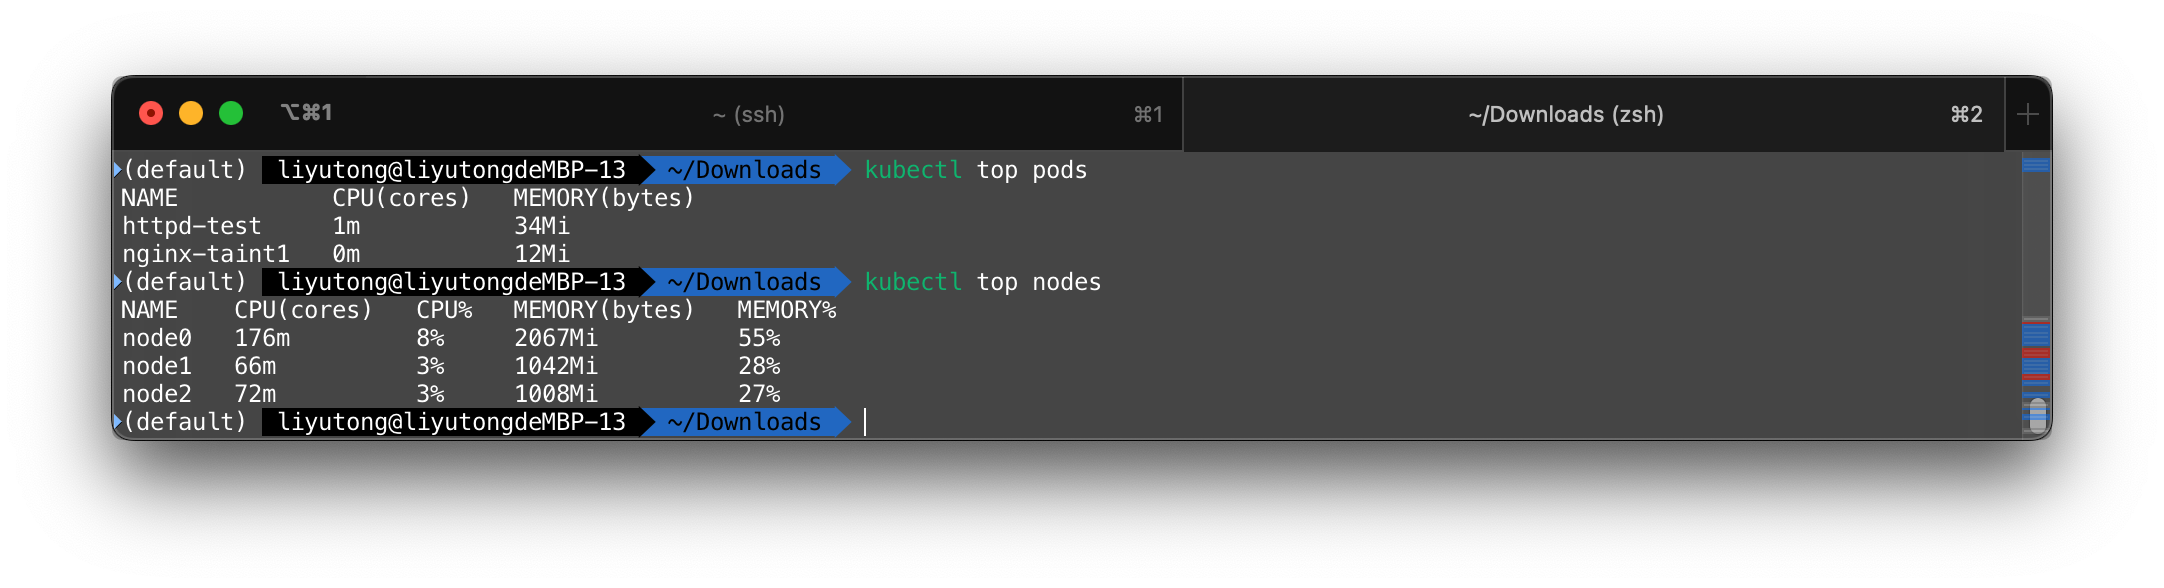 ⌥⌘1 ~ (ssh) ⌘1 ~/Downloads (zsh) ⌘2
(default) liyutong@liyutongdeMBP-13 ~/Downloads kubectl top pods
NAME CPU(cores) MEMORY(bytes)
httpd-test 1m 34Mi
nginx-taint1 0m 12Mi
(default) liyutong@liyutongdeMBP-13 ~/Downloads kubectl top nodes
NAME CPU(cores) CPU% MEMORY(bytes) MEMORY%
node0 176m 8% 2067Mi 55%
node1 66m 3% 1042Mi 28%
node2 72m 3% 1008Mi 27%
(default) liyutong@liyutongdeMBP-13 ~/Downloads